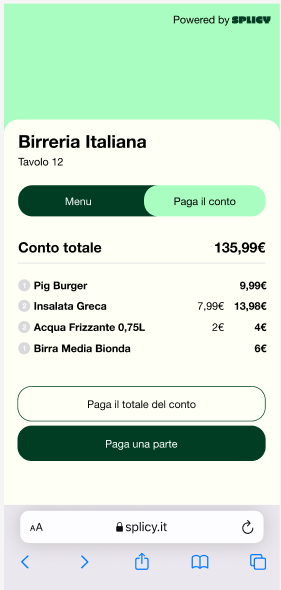 Powered by SPLICY
Birreria Italiana
Tavolo 12
Menu Paga il conto
Conto totale 135,99€
1 Pig Burger 9,99€
2 Insalata Greca 7,99€ 13,98€
2 Acqua Frizzante 0,75L 2€ 4€
1 Birra Media Bionda 6€
Paga il totale del conto
Paga una parte
AA splicy.it